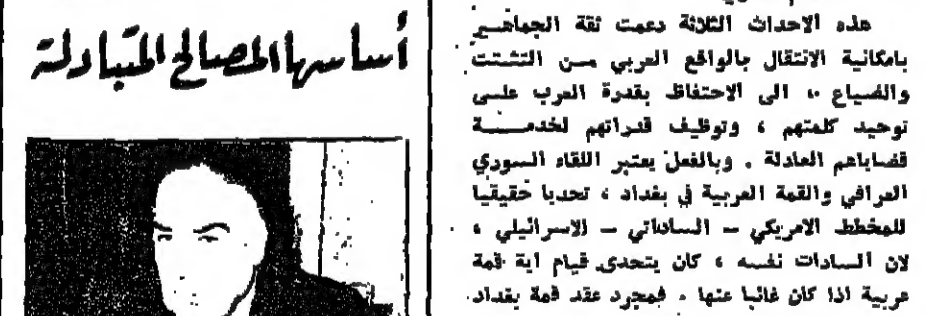 هذه الاحداث الثلاثة دعمت ثقة الجماهير
بامكانية الانتقال بالواقع العربي من التشتت
والضياع ،، الى الاحتفاظ بقدرة العرب على
توحيد كلمتهم ، وتوظيف قدراتهم لخدمة
قضاياهم العادلة . وبالفعل يعتبر اللقاء السوري
العراقي والقمة العربية في بغداد ، تحديا حقيقيا
للمخطط الامريكي – الساداتي – الاسرائيلي ،
لان السادات نفسه ، كان يتحدى قيام اية قمة
عربية اذا كان غائبا عنها . فمجرد عقد قمة بغداد
أساسها المصالح المتبادلة